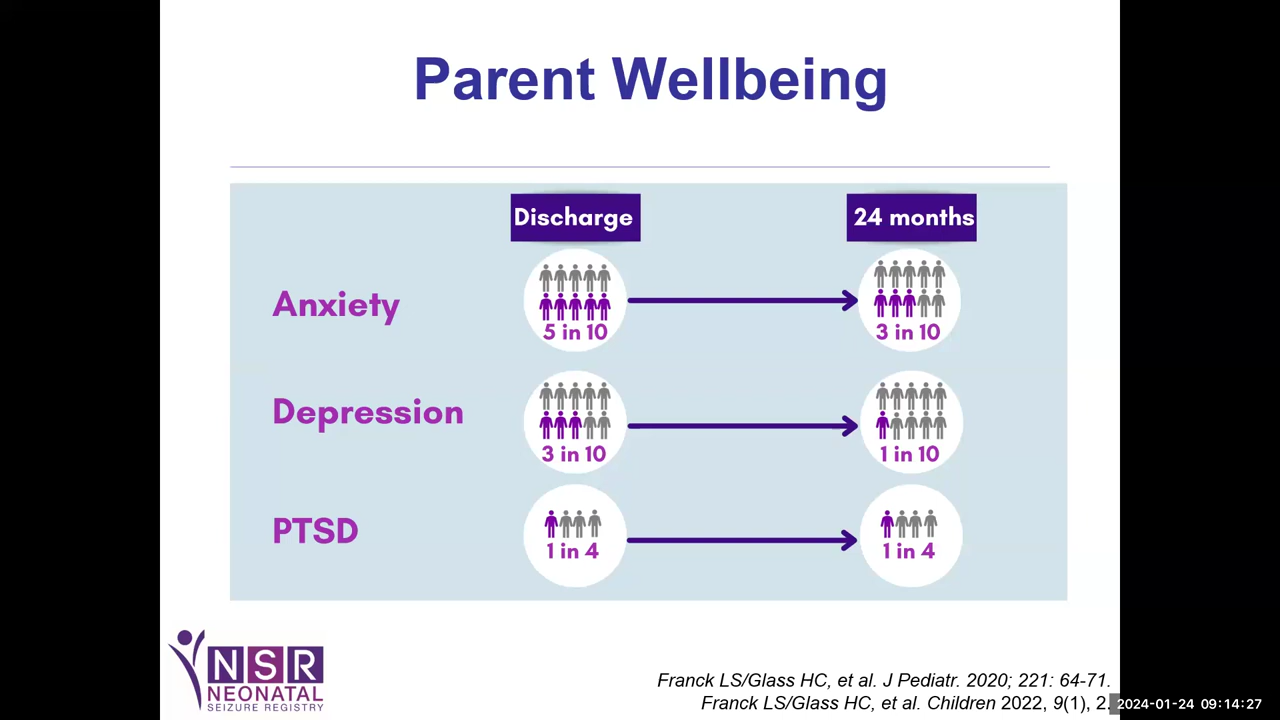 Parent Wellbeing
Discharge 24 months
Anxiety
5 in 10 3 in 10
Depression
3 in 10 1 in 10
PTSD
1 in 4 1 in 4
NSR
NEONATAL
SEIZURE REGISTRY
Franck LS/Glass HC, et al. J Pediatr. 2020; 221: 64-71.
Franck LS/Glass HC, et al. Children 2022, 9(1), 2.
2024-01-24 09:14:27